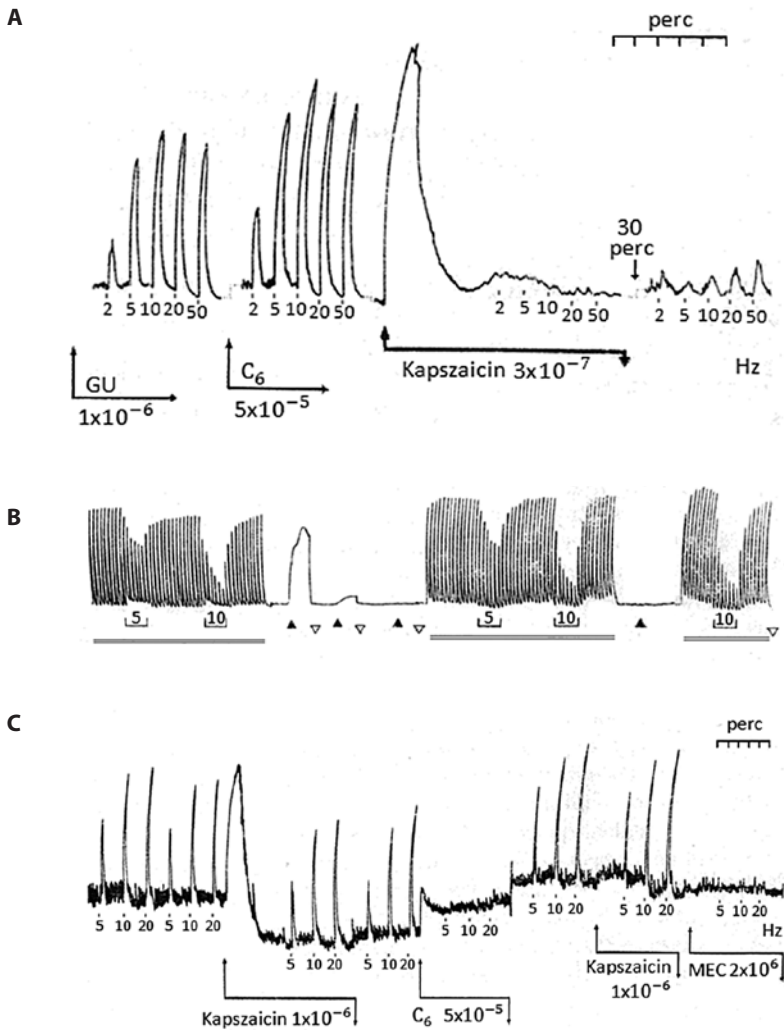 A
perc
30
perc
2 5 10 20 50 2 5 10 20 50 2 5 10 20 50 2 5 10 20 50
GU
1x10⁻⁶
C₆
5x10⁻⁵
Kapszaicin 3x10⁻⁷
Hz
B
5 10 5 10 10
C
perc
5 10 20 5 10 20 5 10 20 5 10 20 5 10 20 5 10 20 5 10 20 5 10 20
Hz
Kapszaicin 1x10⁻⁶
C₆ 5x10⁻⁵
Kapszaicin
1x10⁻⁶
MEC 2x10⁶